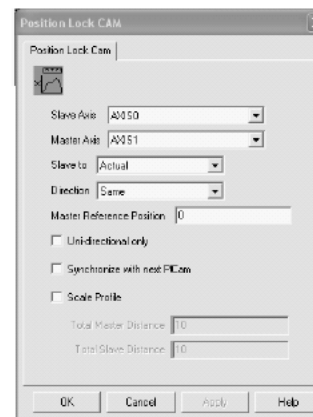 Position Lock CAM
Position Lock Cam
Slave Axis AXIS0
Master Axis AXIS1
Slave to Actual
Direction Same
Master Reference Position 0
Uni-directional only
Synchronize with next PlCam
Scale Profile
Total Master Distance 10
Total Slave Distance 10
OK Cancel Apply Help